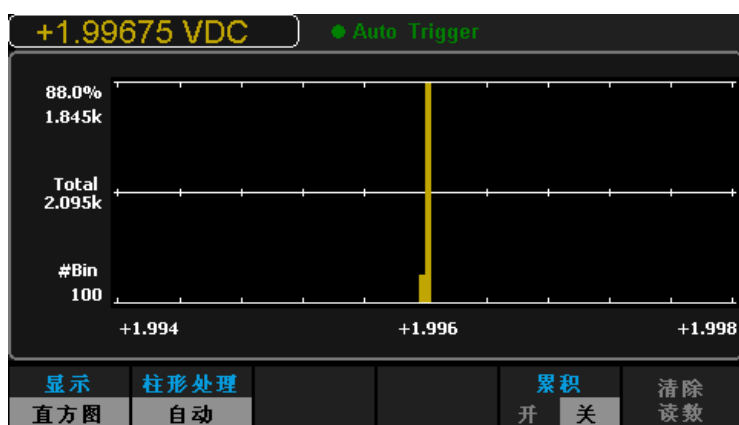 +1.99675 VDC Auto Trigger
88.0%
1.845k
Total
2.095k
#Bin
100
+1.994 +1.996 +1.998
显示 柱形处理 累积 清除
直方图 自动 开 关 读数